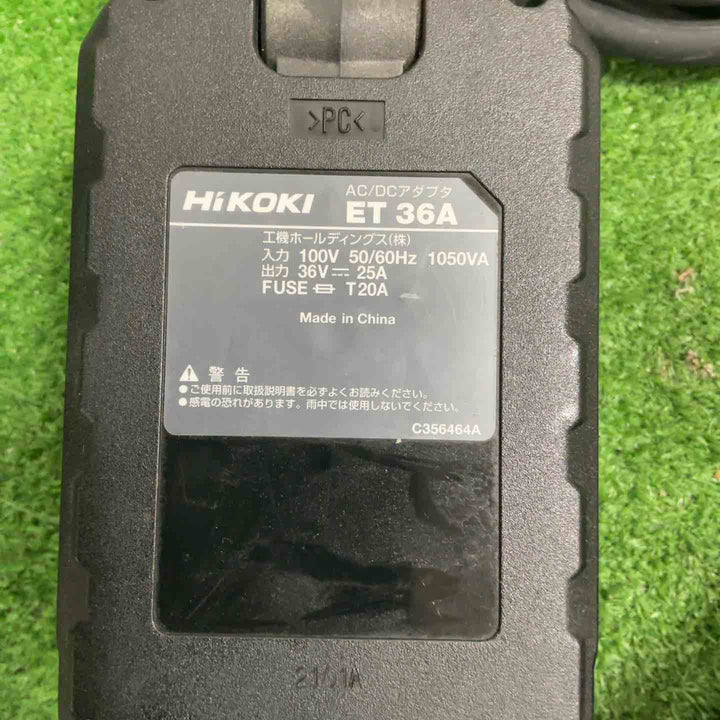 >PC<
HiKOKI
AC/DCアダプタ
ET 36A
工機ホールディングス(株)
入力 100V 50/60Hz 1050VA
出力 36V⎓ 25A
FUSE T20A
Made in China
警告
●ご使用前に取扱説明書を必ずよくお読みください。
●感電の恐れがあります。雨中では使用しないでください。
C356464A
2101A